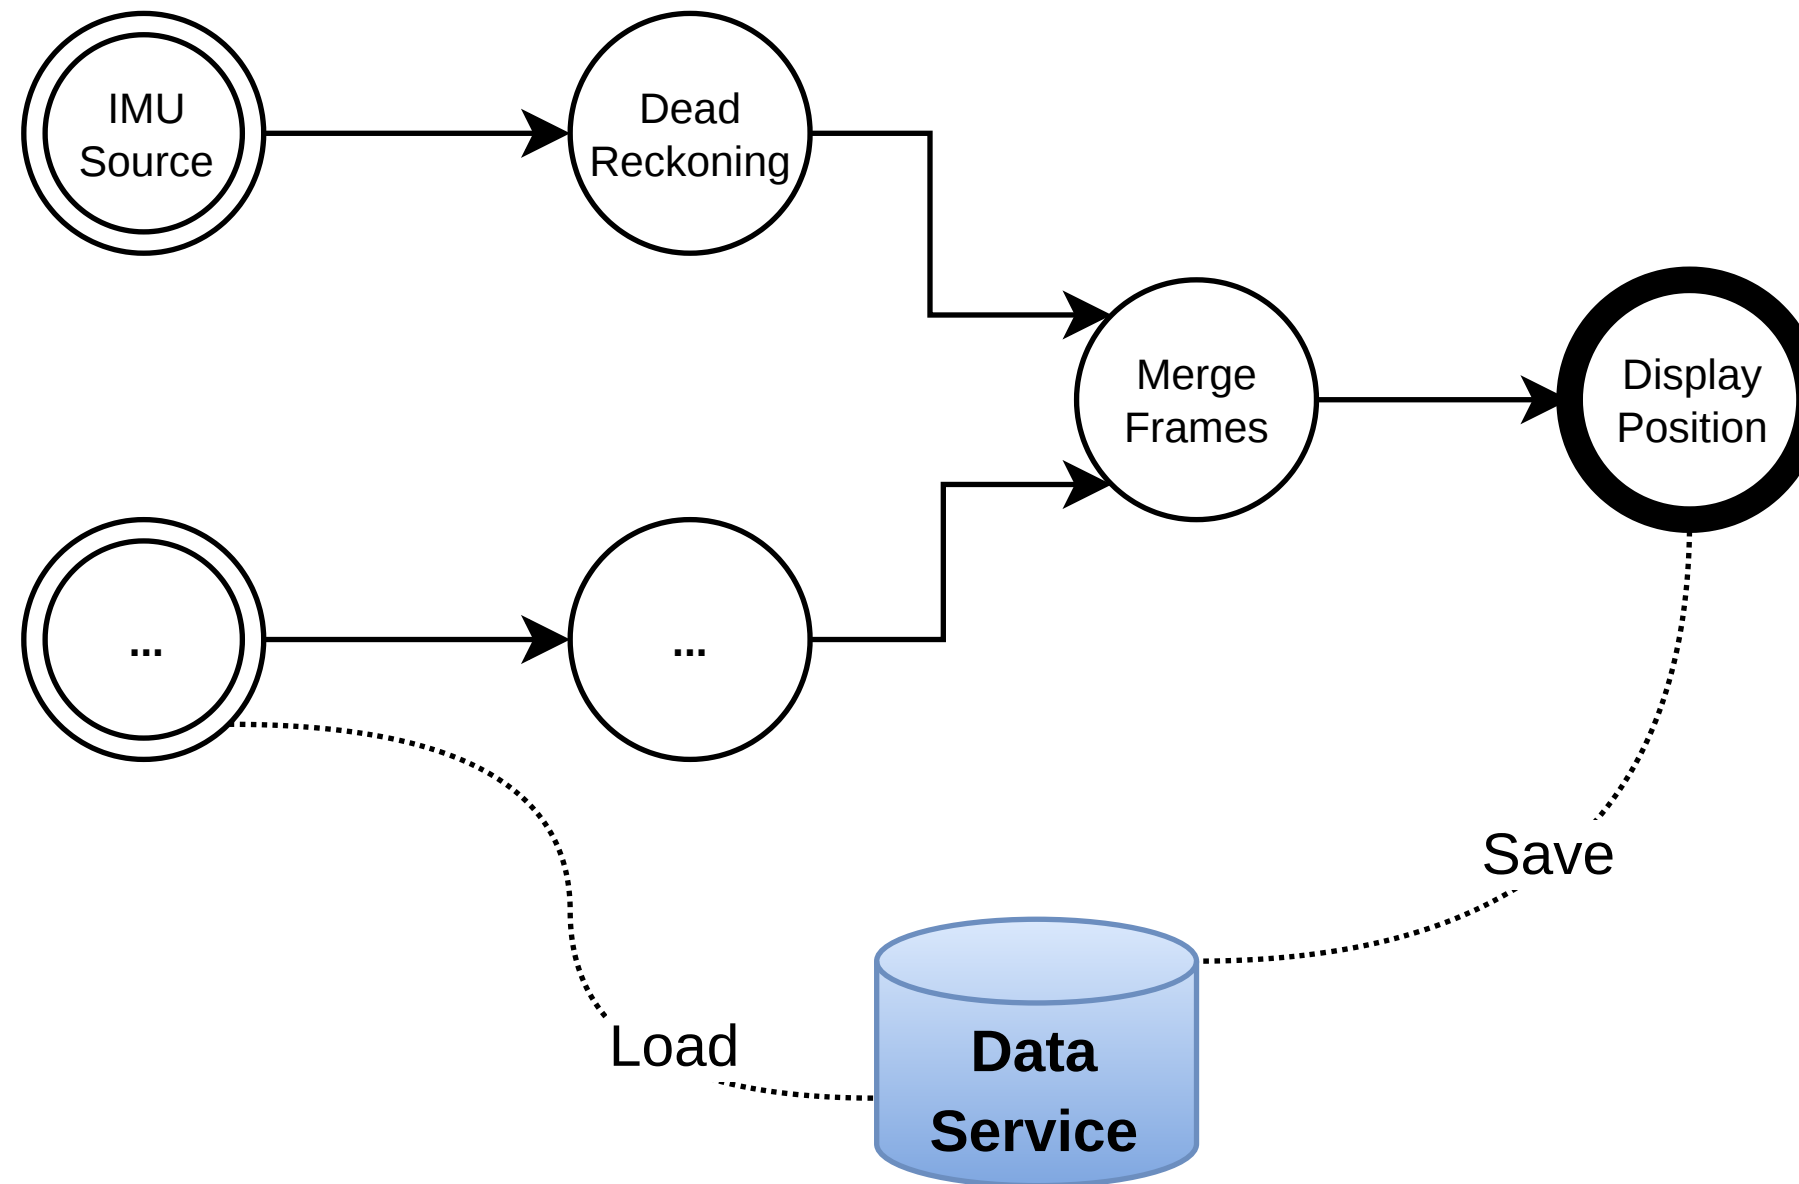 IMU
Source
Dead
Reckoning
Merge
Frames
Display
Position
...
...
Save
Load
Data
Service